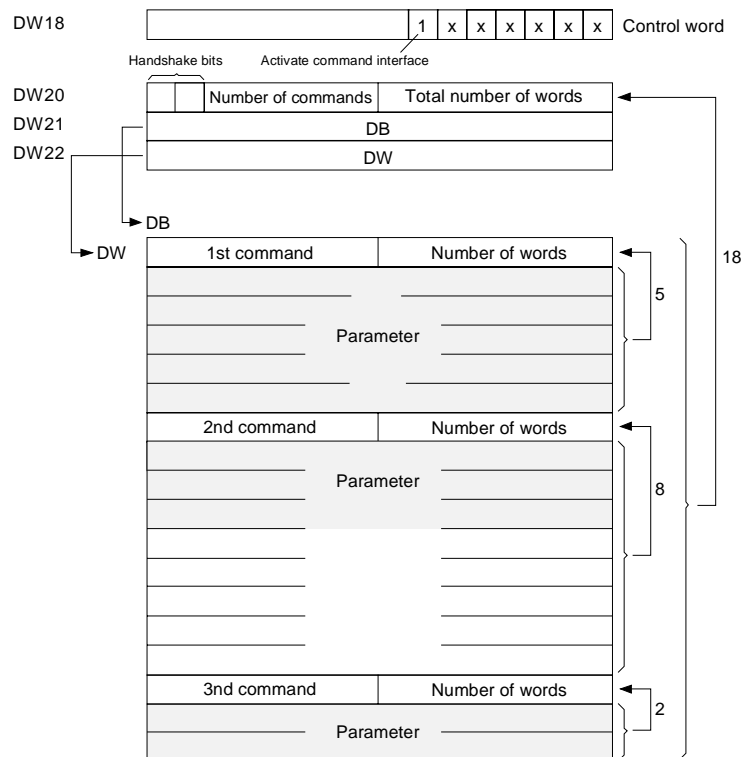 DW18 1 x x x x x x x Control word
Handshake bits Activate command interface
DW20 Number of commands Total number of words
DW21 DB
DW22 DW
DB
DW 1st command Number of words
18
5
Parameter
2nd command Number of words
Parameter
8
3nd command Number of words
2
Parameter